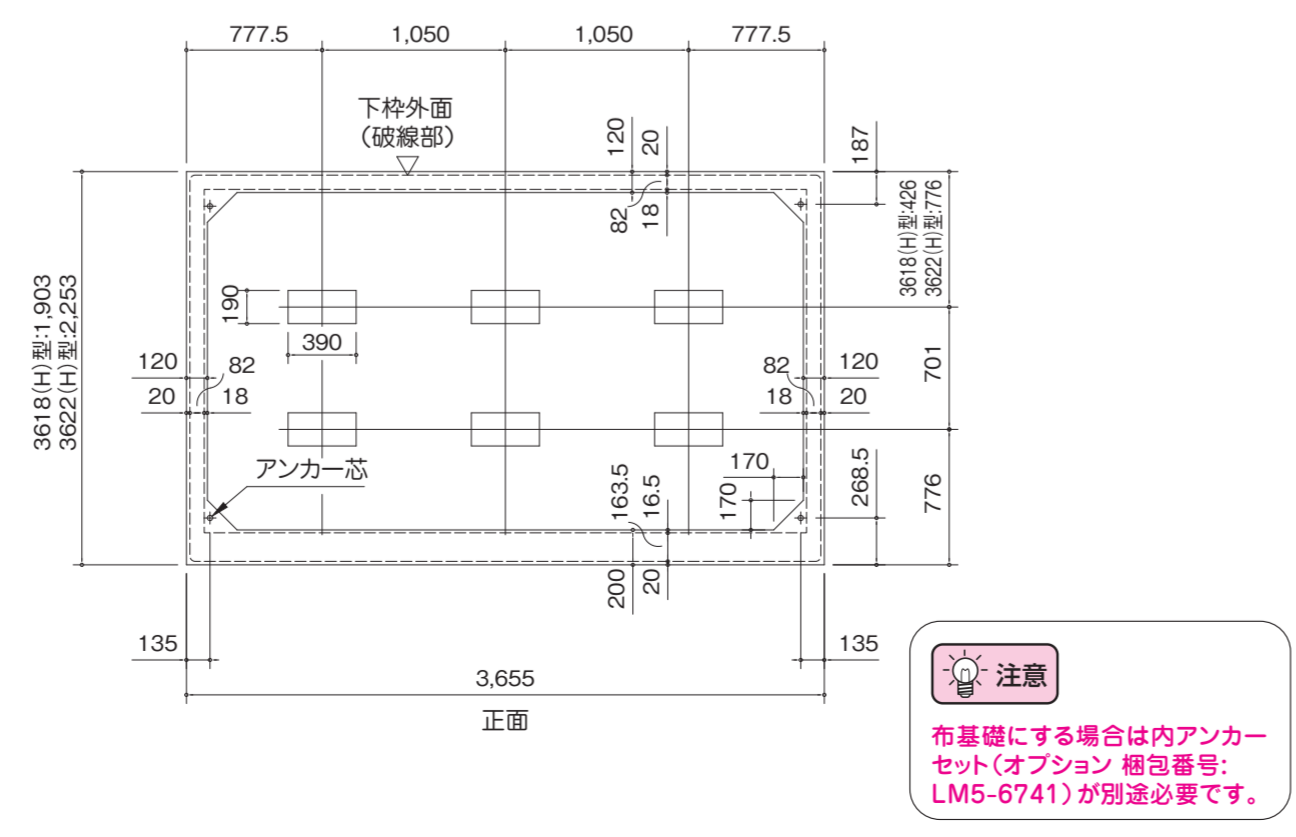 777.5
1,050
1,050
777.5
下枠外面
（破線部）
120
20
187
82
18
3618(H)型:426
3622(H)型:776
3618(H)型:1,903
3622(H)型:2,253
190
390
701
120
82
20
18
82
120
18
20
アンカー芯
163.5
16.5
170
170
268.5
776
200
20
135
135
3,655
正面
注意
布基礎にする場合は内アンカー
セット（オプション 梱包番号:
LM5-6741）が別途必要です。